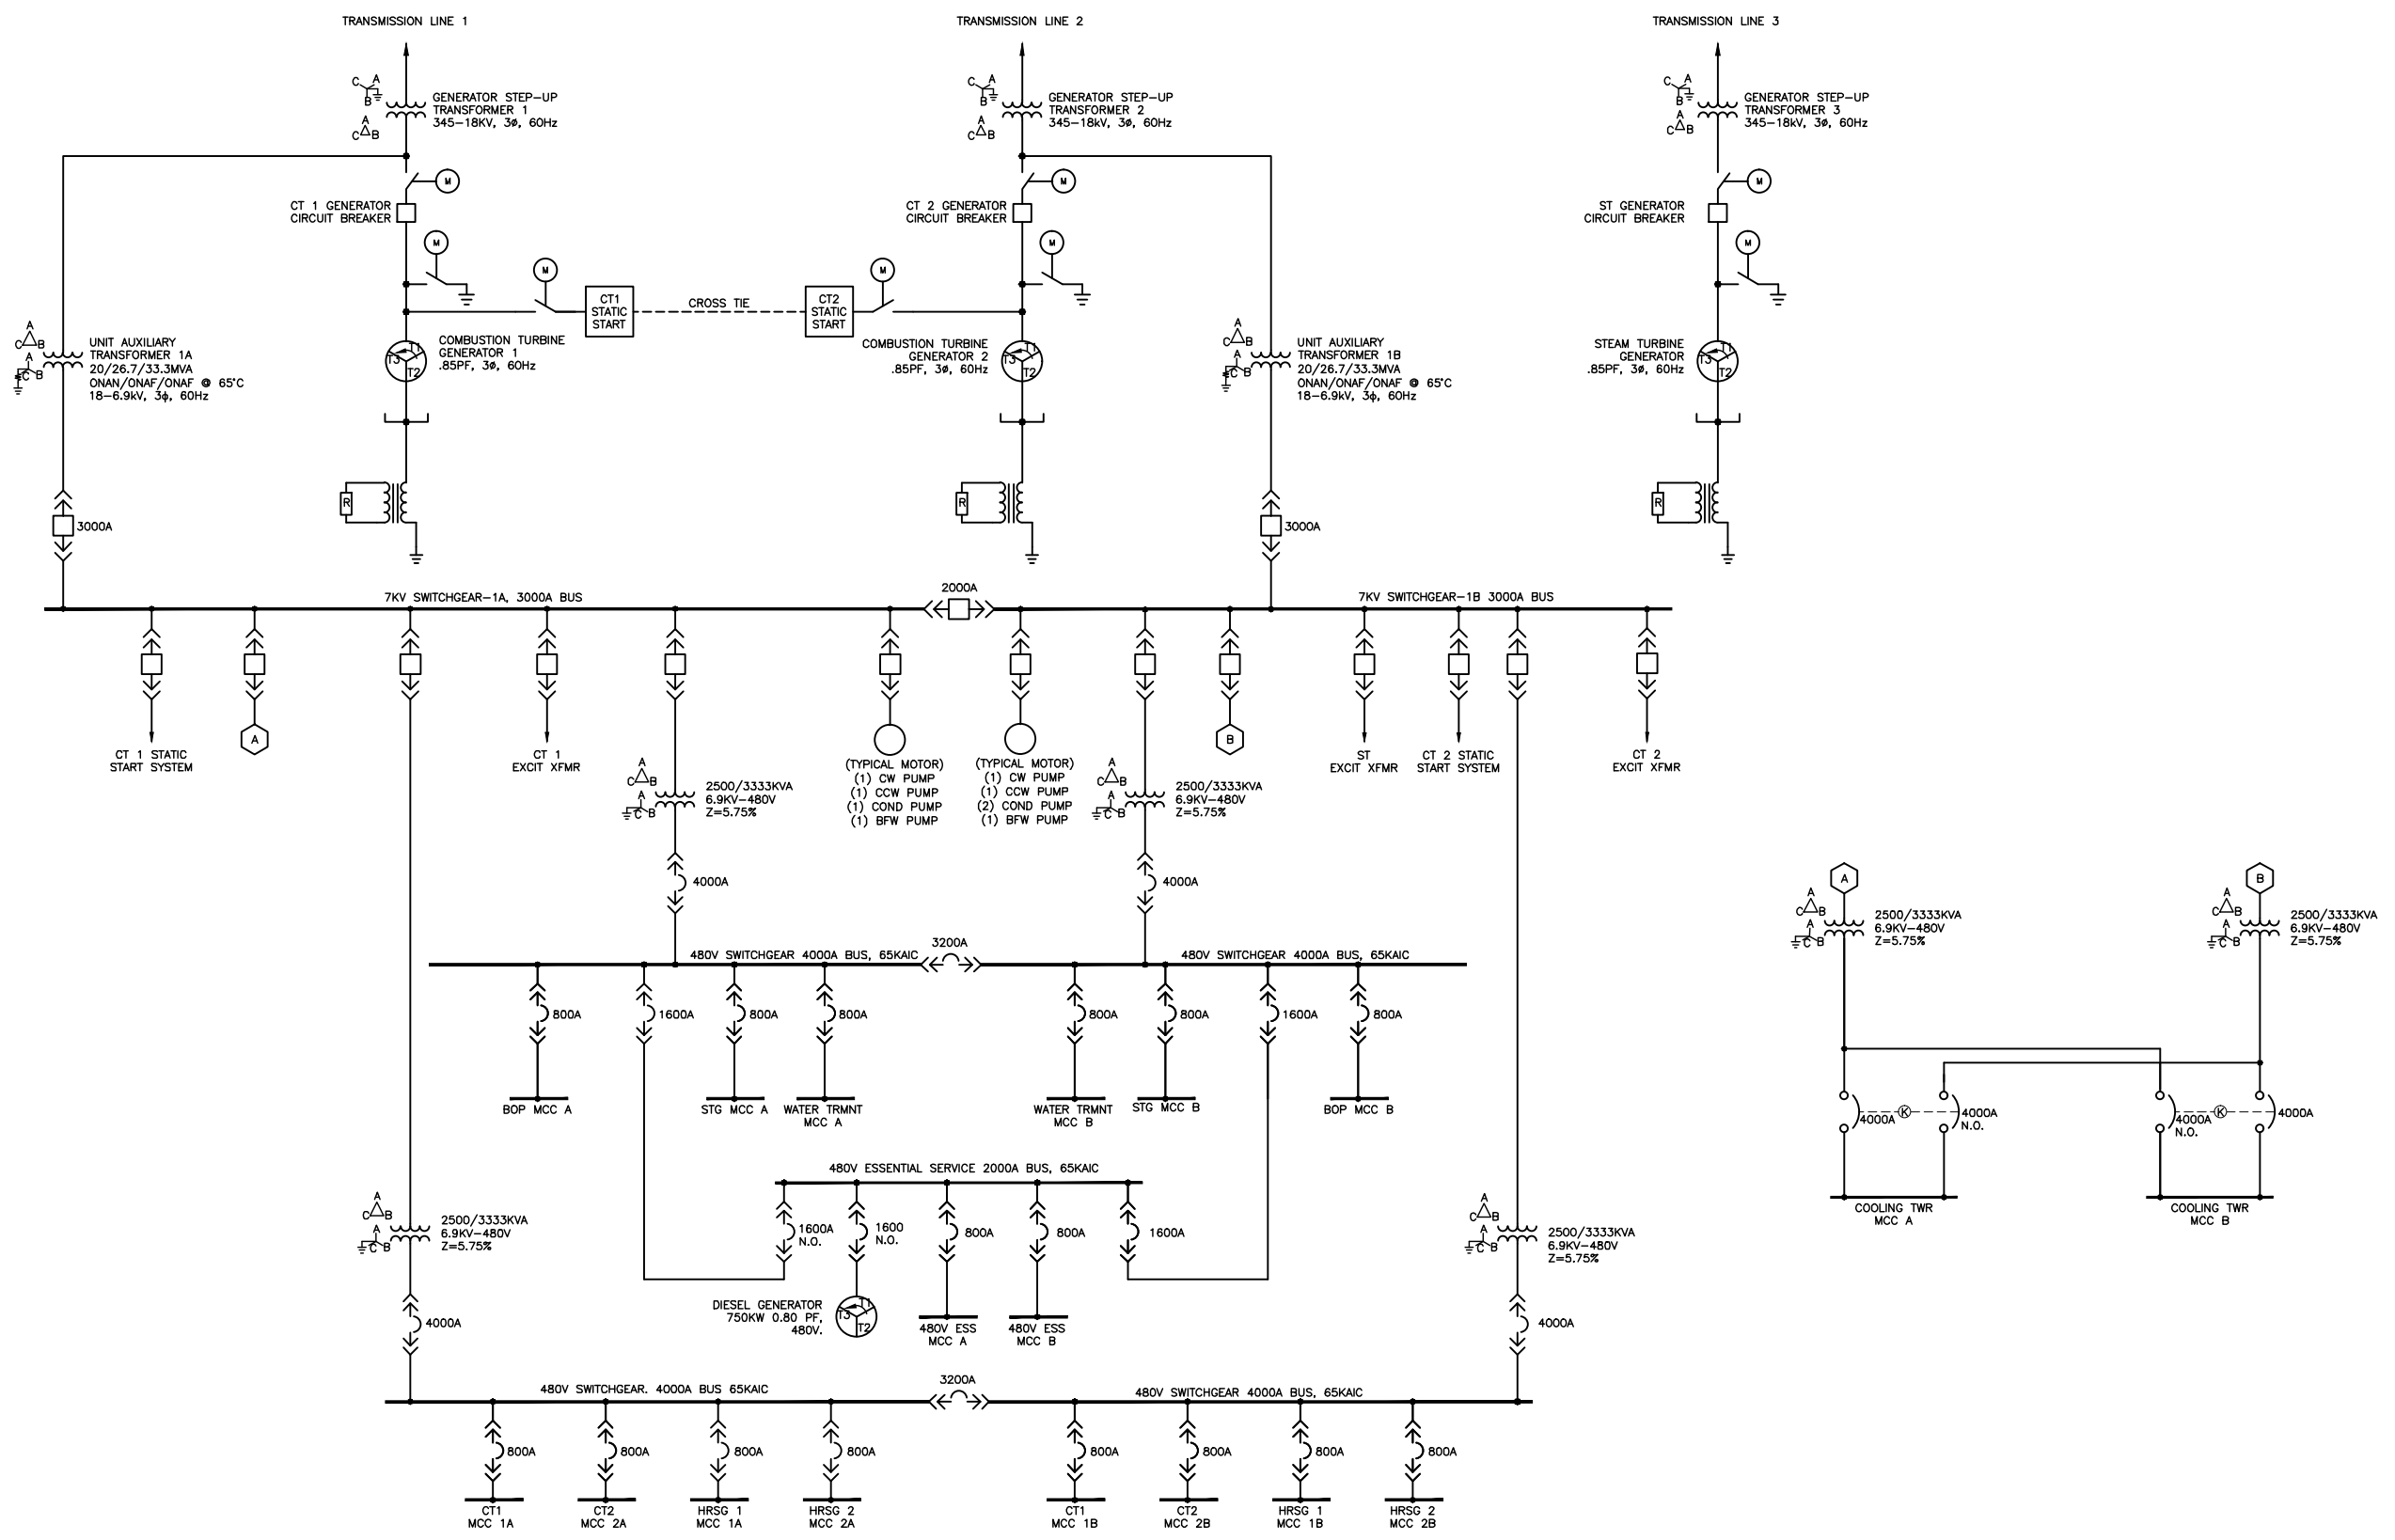 TRANSMISSION LINE 1
TRANSMISSION LINE 2
TRANSMISSION LINE 3
C A
B
A
C B
GENERATOR STEP-UP
TRANSFORMER 1
345-18KV, 3ø, 60Hz
C A
B
A
C B
GENERATOR STEP-UP
TRANSFORMER 2
345-18kV, 3ø, 60Hz
C A
B
A
C B
GENERATOR STEP-UP
TRANSFORMER 3
345-18kV, 3ø, 60Hz
M
CT 1 GENERATOR
CIRCUIT BREAKER
M
M
CT1
STATIC
START
CROSS TIE
CT2
STATIC
START
M
M
CT 2 GENERATOR
CIRCUIT BREAKER
M
M
ST GENERATOR
CIRCUIT BREAKER
M
A
C B
A
C B
UNIT AUXILIARY
TRANSFORMER 1A
20/26.7/33.3MVA
ONAN/ONAF/ONAF @ 65°C
18-6.9kV, 3ϕ, 60Hz
T1
T3
T2
COMBUSTION TURBINE
GENERATOR 1
.85PF, 3ø, 60Hz
COMBUSTION TURBINE
GENERATOR 2
.85PF, 3ø, 60Hz
T1
T3
T2
A
C B
A
C B
UNIT AUXILIARY
TRANSFORMER 1B
20/26.7/33.3MVA
ONAN/ONAF/ONAF @ 65°C
18-6.9kV, 3ϕ, 60Hz
STEAM TURBINE
GENERATOR
.85PF, 3ø, 60Hz
T1
T3
T2
R
R
R
3000A
3000A
7KV SWITCHGEAR-1A, 3000A BUS
2000A
7KV SWITCHGEAR-1B 3000A BUS
CT 1 STATIC
START SYSTEM
A
CT 1
EXCIT XFMR
(TYPICAL MOTOR)
(1) CW PUMP
(1) CCW PUMP
(1) COND PUMP
(1) BFW PUMP
(TYPICAL MOTOR)
(1) CW PUMP
(1) CCW PUMP
(2) COND PUMP
(1) BFW PUMP
B
ST
EXCIT XFMR
CT 2 STATIC
START SYSTEM
CT 2
EXCIT XFMR
A
C B
A
C B
2500/3333KVA
6.9KV-480V
Z=5.75%
A
C B
A
C B
2500/3333KVA
6.9KV-480V
Z=5.75%
4000A
4000A
A
A
C B
A
C B
2500/3333KVA
6.9KV-480V
Z=5.75%
B
A
C B
A
C B
2500/3333KVA
6.9KV-480V
Z=5.75%
480V SWITCHGEAR 4000A BUS, 65KAIC
3200A
480V SWITCHGEAR 4000A BUS, 65KAIC
800A
1600A
800A
800A
800A
800A
1600A
800A
BOP MCC A
STG MCC A
WATER TRMNT
MCC A
WATER TRMNT
MCC B
STG MCC B
BOP MCC B
4000A
K
4000A
N.O.
4000A
N.O.
K
4000A
COOLING TWR
MCC A
COOLING TWR
MCC B
480V ESSENTIAL SERVICE 2000A BUS, 65KAIC
1600A
N.O.
1600
N.O.
800A
800A
1600A
A
C B
A
C B
2500/3333KVA
6.9KV-480V
Z=5.75%
A
C B
A
C B
2500/3333KVA
6.9KV-480V
Z=5.75%
DIESEL GENERATOR
750KW 0.80 PF,
480V.
T1
T3
T2
480V ESS
MCC A
480V ESS
MCC B
4000A
4000A
480V SWITCHGEAR. 4000A BUS 65KAIC
3200A
480V SWITCHGEAR 4000A BUS, 65KAIC
800A
800A
800A
800A
800A
800A
800A
800A
CT1
MCC 1A
CT2
MCC 2A
HRSG 1
MCC 1A
HRSG 2
MCC 2A
CT1
MCC 1B
CT2
MCC 2B
HRSG 1
MCC 1B
HRSG 2
MCC 2B